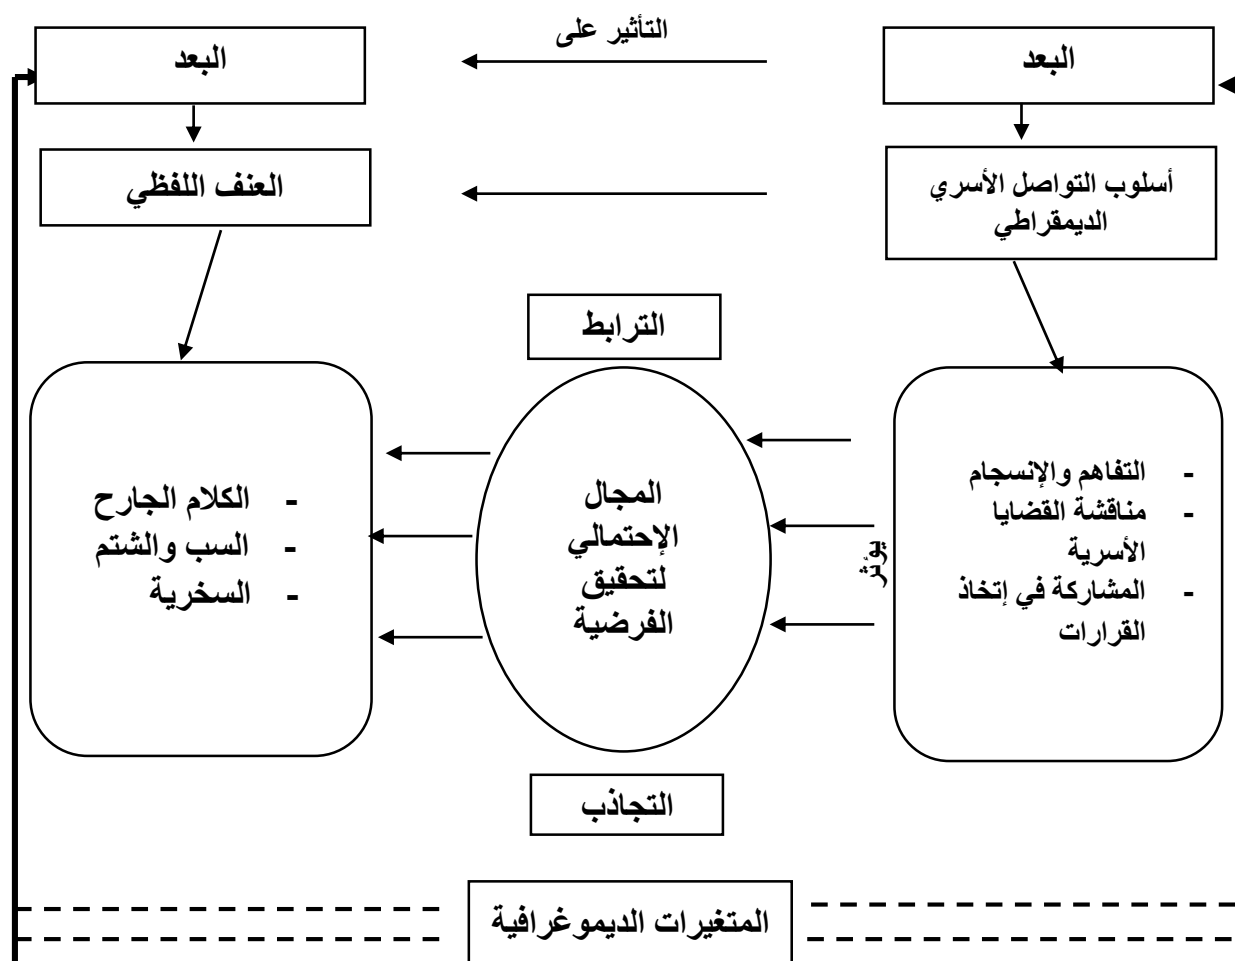 التأثير على
البعد
البعد
أسلوب التواصل الأسري
الديمقراطي
العنف اللفظي
الترابط
- التفاهم والإنسجام
- مناقشة القضايا
الأسرية
- المشاركة في إتخاذ
القرارات
يؤثر
المجال
الإحتمالي
لتحقيق
الفرضية
- الكلام الجارح
- السب والشتم
- السخرية
التجاذب
المتغيرات الديموغرافية